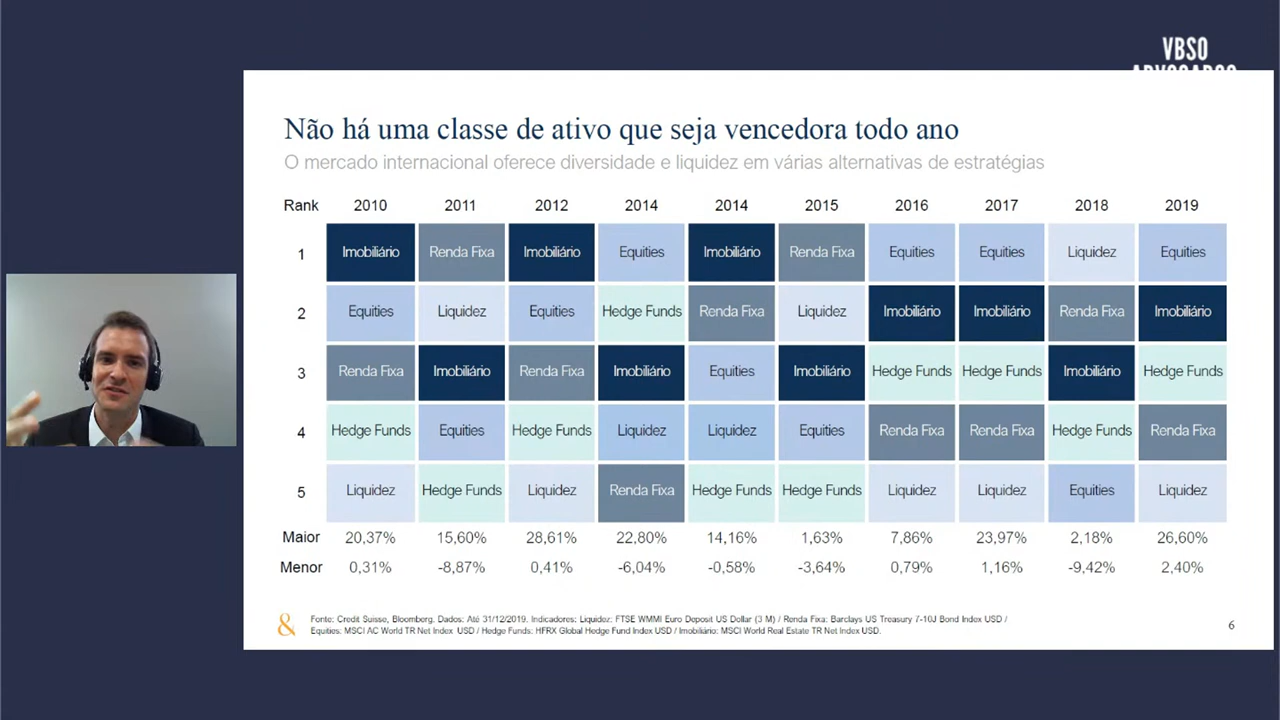 VBSO
ADVOGADOS
Não há uma classe de ativo que seja vencedora todo ano
O mercado internacional oferece diversidade e liquidez em várias alternativas de estratégias
Rank 2010 2011 2012 2014 2014 2015 2016 2017 2018 2019
1 Imobiliário Renda Fixa Imobiliário Equities Imobiliário Renda Fixa Equities Equities Liquidez Equities
2 Equities Liquidez Equities Hedge Funds Renda Fixa Liquidez Imobiliário Imobiliário Renda Fixa Imobiliário
3 Renda Fixa Imobiliário Renda Fixa Imobiliário Equities Imobiliário Hedge Funds Hedge Funds Imobiliário Hedge Funds
4 Hedge Funds Equities Hedge Funds Liquidez Liquidez Equities Renda Fixa Renda Fixa Hedge Funds Renda Fixa
5 Liquidez Hedge Funds Liquidez Renda Fixa Hedge Funds Hedge Funds Liquidez Liquidez Equities Liquidez
Maior 20,37% 15,60% 28,61% 22,80% 14,16% 1,63% 7,86% 23,97% 2,18% 26,60%
Menor 0,31% -8,87% 0,41% -6,04% -0,58% -3,64% 0,79% 1,16% -9,42% 2,40%
& Fonte: Credit Suisse, Bloomberg. Dados: Até 31/12/2019. Indicadores: Liquidez: FTSE WMMI Euro Deposit US Dollar (3 M) / Renda Fixa: Barclays US Treasury 7-10J Bond Index USD /
Equities: MSCI AC World TR Net Index USD / Hedge Funds: HFRX Global Hedge Fund Index USD / Imobiliário: MSCI World Real Estate TR Net Index USD.
6